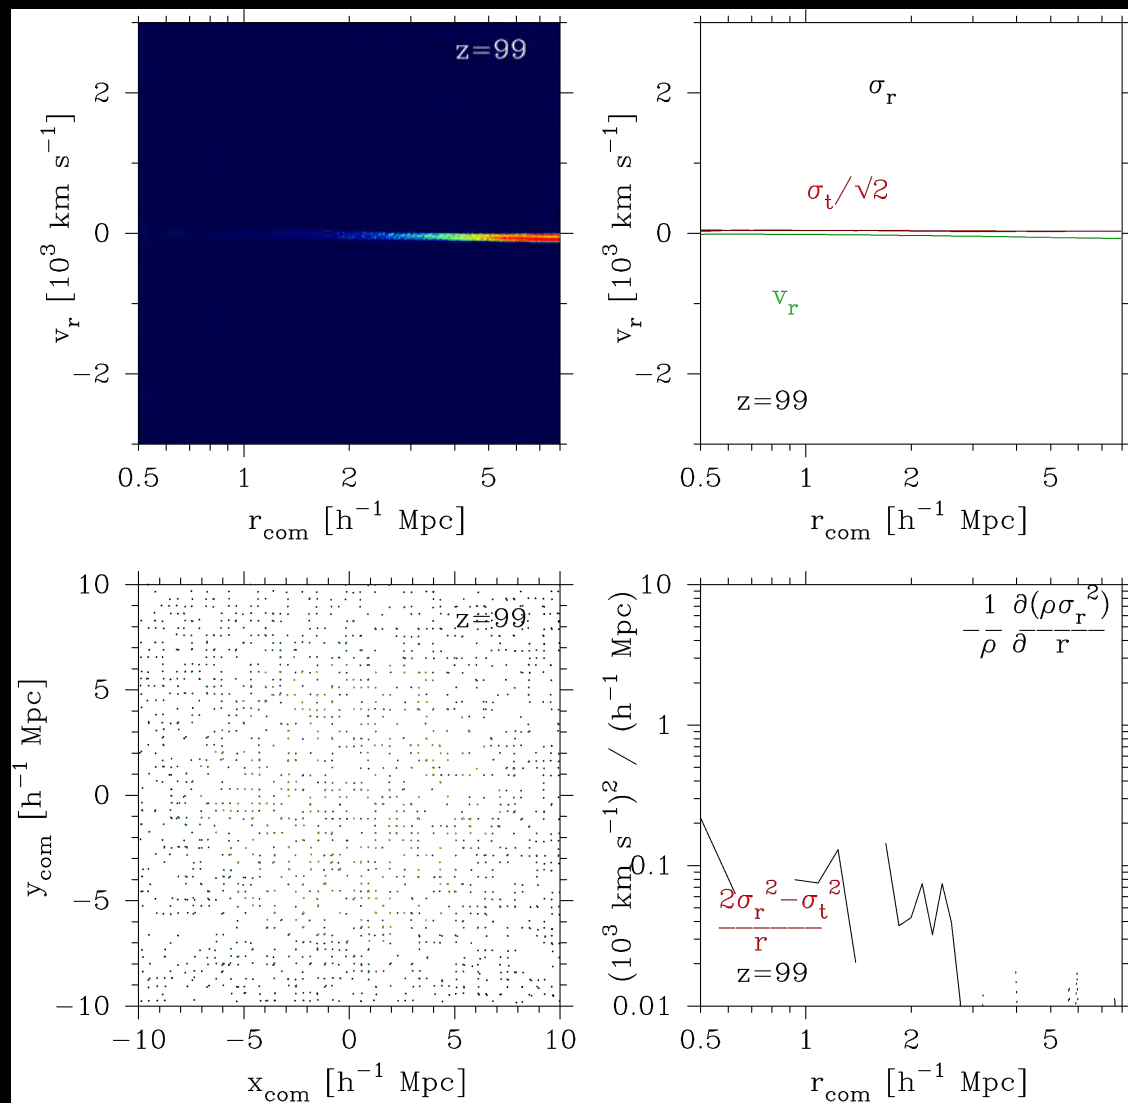 z=99
2
0
−2
v_r [10^3 km s^−1]
0.5 1 2 5
r_com [h^−1 Mpc]
σ_r
σ_t/√2
v_r
z=99
2
0
−2
v_r [10^3 km s^−1]
0.5 1 2 5
r_com [h^−1 Mpc]
z=99
10
5
0
−5
−10
y_com [h^−1 Mpc]
−10 −5 0 5 10
x_com [h^−1 Mpc]
−1/ρ ∂(ρσ_r^2)/∂r
2σ_r^2−σ_t^2
r
z=99
10
1
0.1
0.01
(10^3 km s^−1)^2 / (h^−1 Mpc)
0.5 1 2 5
r_com [h^−1 Mpc]